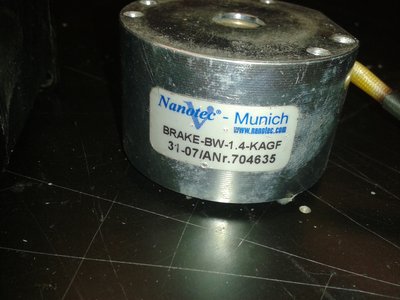 Nanotec® - Munich
www.nanotec.com
BRAKE-BW-1.4-KAGF
31-07/ANr.704635